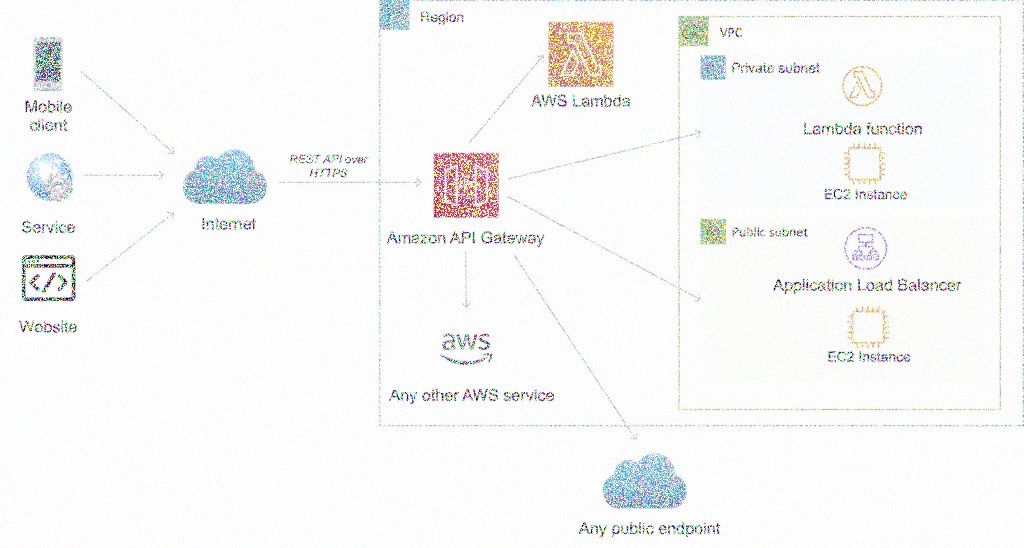 Region
VPC
Private subnet
Mobile
client
AWS Lambda
Lambda function
REST API over
HTTPS
EC2 Instance
Service
Internet
Amazon API Gateway
Public subnet
Application Load Balancer
Website
aws
EC2 Instance
Any other AWS service
Any public endpoint